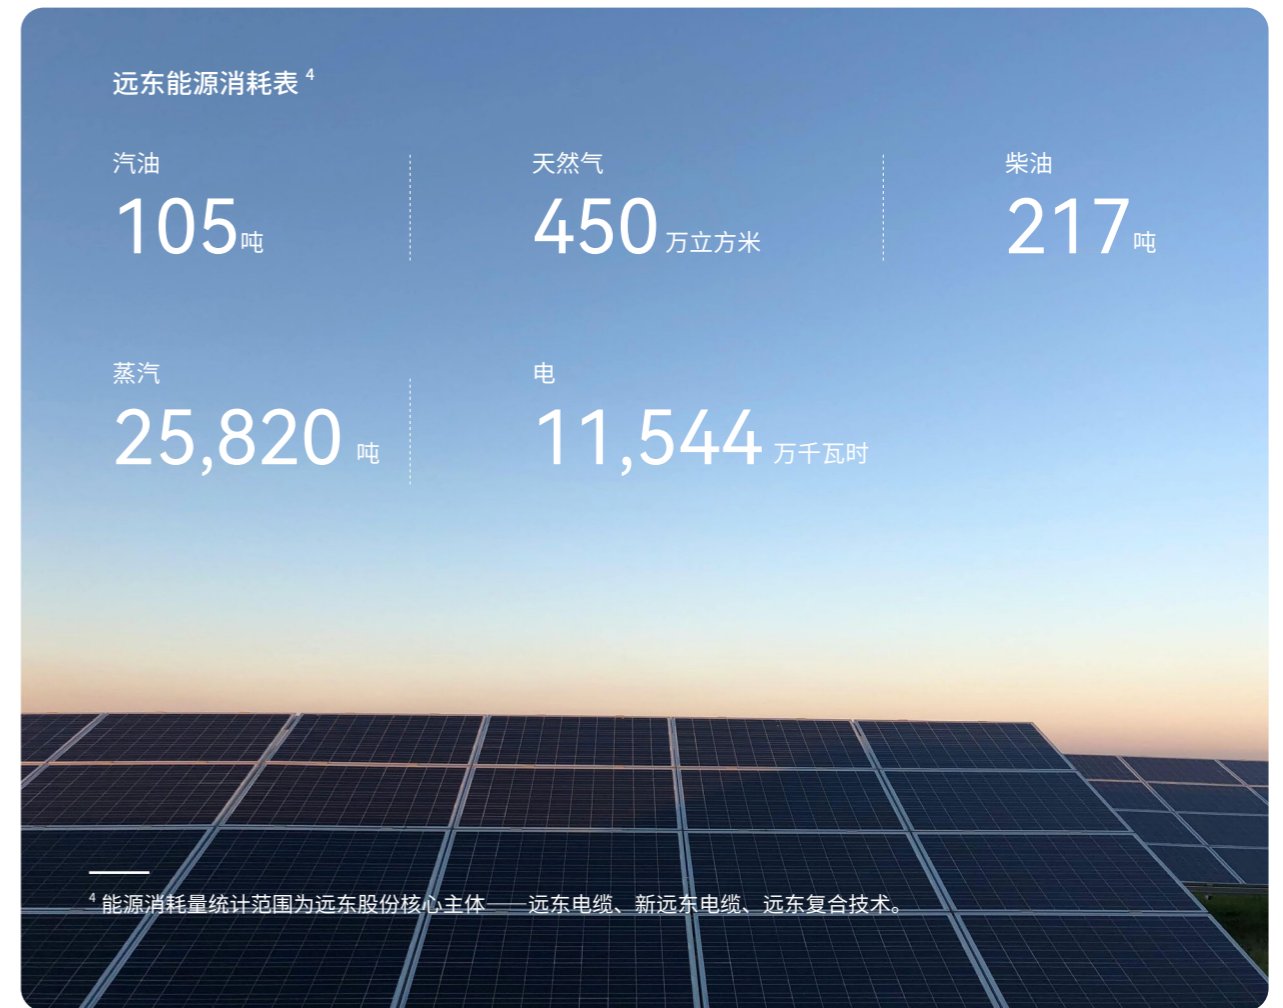 远东能源消耗表 4
汽油
105吨
天然气
450 万立方米
柴油
217吨
蒸汽
25,820 吨
电
11,544 万千瓦时
4 能源消耗量统计范围为远东股份核心主体——远东电缆、新远东电缆、远东复合技术。